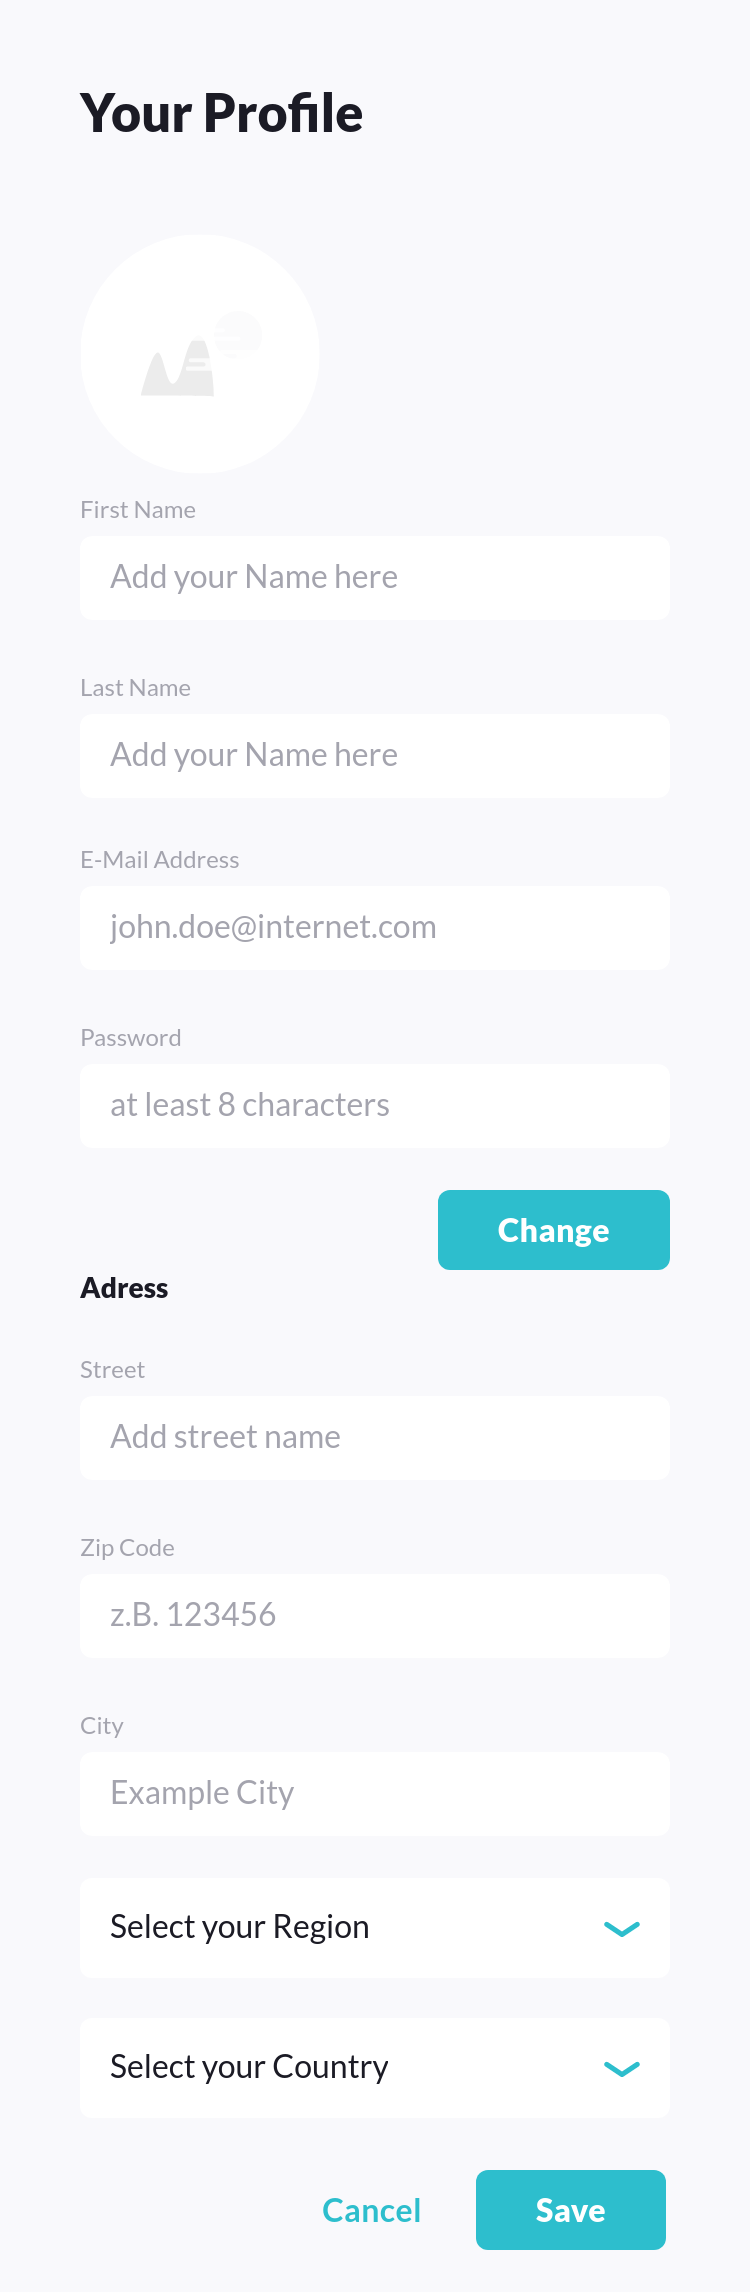 Your Profile
First Name
Add your Name here
Last Name
Add your Name here
E-Mail Address
john.doe@internet.com
Password
at least 8 characters
Change
Adress
Street
Add street name
Zip Code
z.B. 123456
City
Example City
Select your Region
Select your Country
Cancel
Save